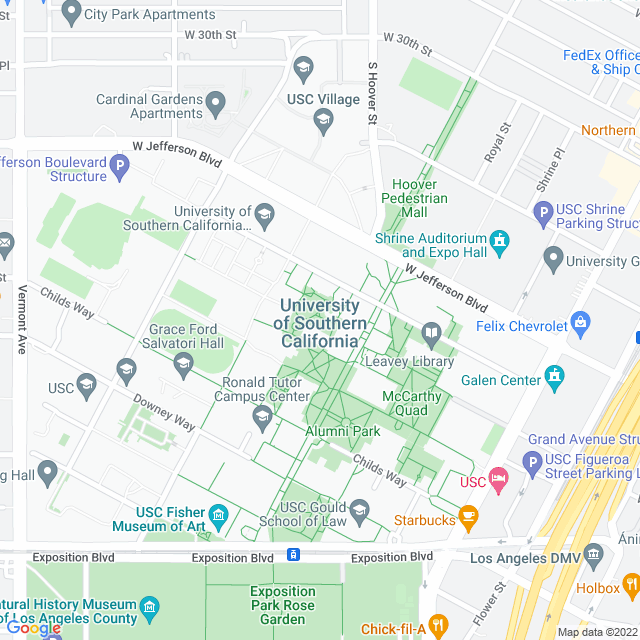 City Park Apartments
W 30th St
W 30th St
FedEx Office
& Ship C
Pl
S Hoover St
USC Village
Cardinal Gardens
Apartments
Northern
W Jefferson Blvd
Royal St
Shrine Pl
fferson Boulevard
Structure
Hoover
Pedestrian
Mall
University of
Southern California...
USC Shrine
Parking Struct
Shrine Auditorium
and Expo Hall
University G
St
W Jefferson Blvd
Vermont Ave
Childs Way
University
of Southern
California
Felix Chevrolet
Grace Ford
Salvatori Hall
Leavey Library
USC
Ronald Tutor
Campus Center
Galen Center
McCarthy
Quad
Downey Way
Alumni Park
Grand Avenue Struc
USC Figueroa
Street Parking L
Childs Way
g Hall
USC
USC Fisher
Museum of Art
USC Gould
School of Law
Starbucks
Exposition Blvd
Exposition Blvd
Exposition Blvd
Los Angeles DMV
Áni
Exposition
Park Rose
Garden
Flower St
Holbox
atural History Museum
of Los Angeles County
Google
Chick-fil-A
Map data ©2022